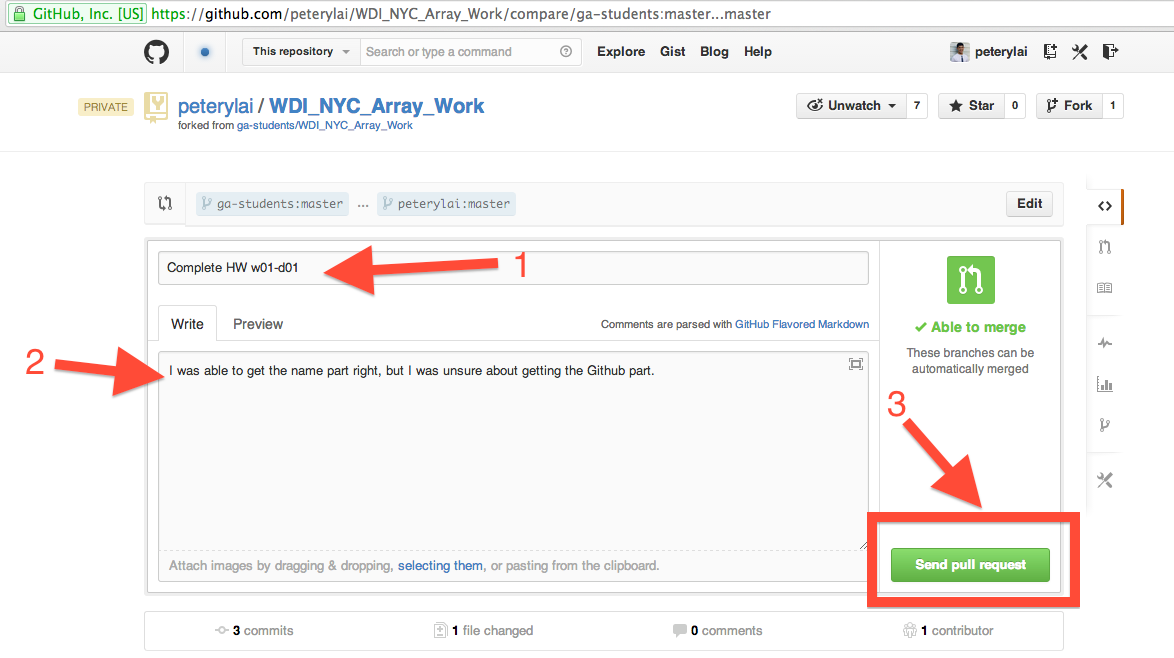 GitHub, Inc. [US] https://github.com/peterylai/WDI_NYC_Array_Work/compare/ga-students:master...master
This repository Search or type a command Explore Gist Blog Help peterylai
PRIVATE peterylai / WDI_NYC_Array_Work Unwatch 7 Star 0 Fork 1
forked from ga-students/WDI_NYC_Array_Work
ga-students:master ... peterylai:master Edit
Complete HW w01-d01 1
Able to merge
Write Preview Comments are parsed with GitHub Flavored Markdown
These branches can be
automatically merged
2 I was able to get the name part right, but I was unsure about getting the Github part.
3
Send pull request
Attach images by dragging & dropping, selecting them, or pasting from the clipboard.
3 commits 1 file changed 0 comments 1 contributor